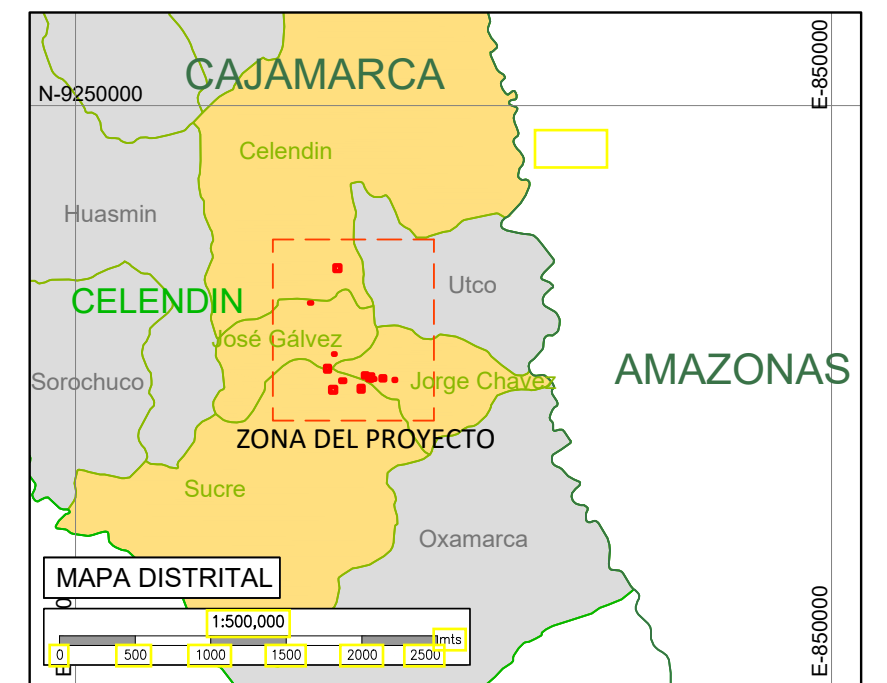 CAJAMARCA
N-9250000
E-850000
Celendin
Huasmin
Utco
CELENDIN
José Gálvez
AMAZONAS
Sorochuco
Jorge Chavez
ZONA DEL PROYECTO
Sucre
Oxamarca
MAPA DISTRITAL
1:500,000
mts
0 500 1000 1500 2000 2500
E-850000